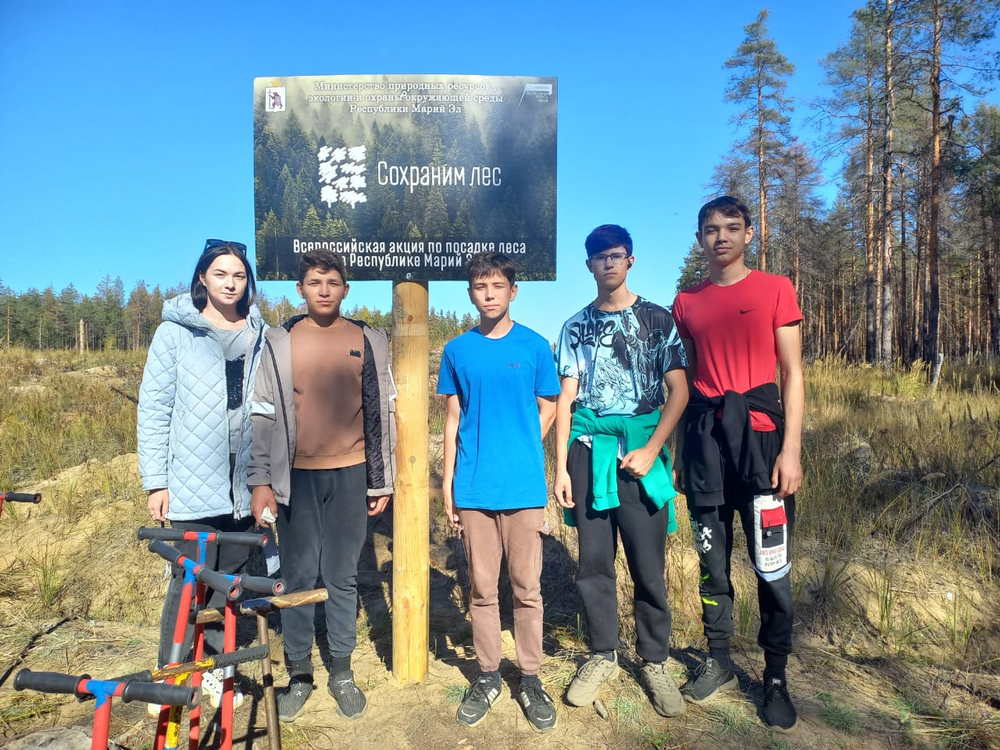 Министерство природных ресурсов,
экологии и охраны окружающей среды
Республики Марий Эл
Сохраним лес
Всероссийская акция по посадке леса
Республике Марий